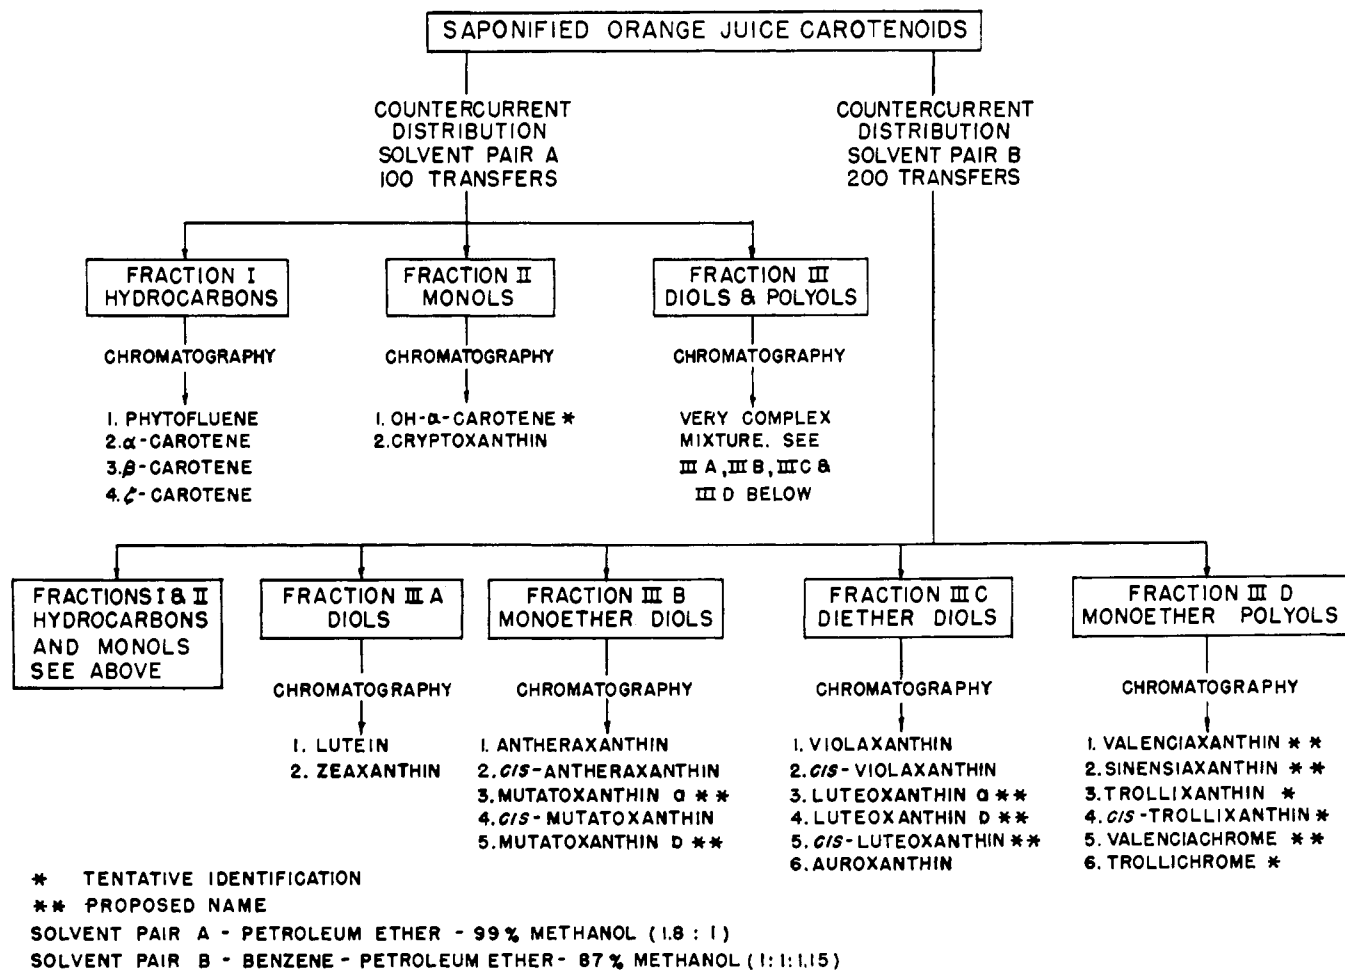 SAPONIFIED ORANGE JUICE CAROTENOIDS
COUNTERCURRENT
DISTRIBUTION
SOLVENT PAIR A
100 TRANSFERS
COUNTERCURRENT
DISTRIBUTION
SOLVENT PAIR B
200 TRANSFERS
FRACTION I
HYDROCARBONS
FRACTION II
MONOLS
FRACTION III
DIOLS & POLYOLS
CHROMATOGRAPHY
CHROMATOGRAPHY
CHROMATOGRAPHY
1. PHYTOFLUENE
2. α-CAROTENE
3. β-CAROTENE
4. ζ-CAROTENE
1. OH-α-CAROTENE *
2. CRYPTOXANTHIN
VERY COMPLEX
MIXTURE. SEE
III A, III B, III C &
III D BELOW
FRACTIONS I & II
HYDROCARBONS
AND MONOLS
SEE ABOVE
FRACTION III A
DIOLS
FRACTION III B
MONOETHER DIOLS
FRACTION III C
DIETHER DIOLS
FRACTION III D
MONOETHER POLYOLS
CHROMATOGRAPHY
CHROMATOGRAPHY
CHROMATOGRAPHY
CHROMATOGRAPHY
1. LUTEIN
2. ZEAXANTHIN
1. ANTHERAXANTHIN
2. CIS-ANTHERAXANTHIN
3. MUTATOXANTHIN a * *
4. CIS-MUTATOXANTHIN
5. MUTATOXANTHIN D * *
1. VIOLAXANTHIN
2. CIS-VIOLAXANTHIN
3. LUTEOXANTHIN a * *
4. LUTEOXANTHIN D * *
5. CIS-LUTEOXANTHIN * *
6. AUROXANTHIN
1. VALENCIAXANTHIN * *
2. SINENSIAXANTHIN * *
3. TROLLIXANTHIN *
4. CIS-TROLLIXANTHIN *
5. VALENCIACHROME * *
6. TROLLICHROME *
* TENTATIVE IDENTIFICATION
* * PROPOSED NAME
SOLVENT PAIR A - PETROLEUM ETHER - 99% METHANOL (1.8 : 1)
SOLVENT PAIR B - BENZENE - PETROLEUM ETHER - 87% METHANOL (1:1:1.15)